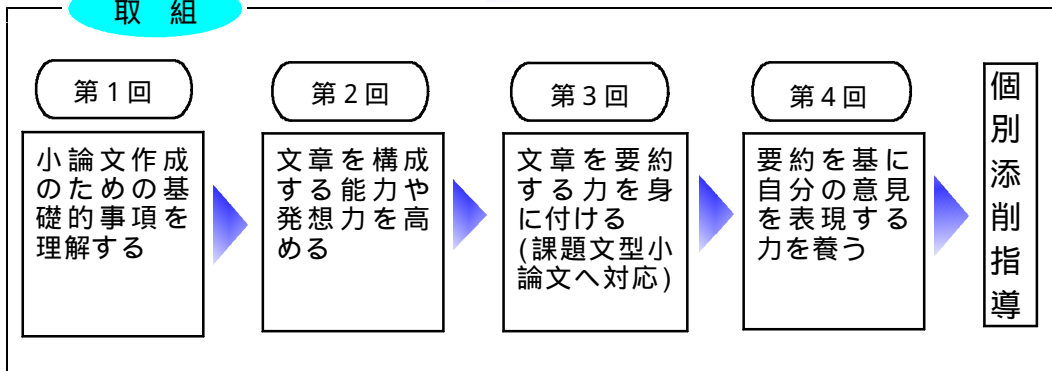 取 組
第1回
小論文作成
のための基
礎的事項を
理解する
第2回
文章を構成
する能力や
発想力を高
める
第3回
文章を要約
する力を身
に付ける
(課題文型小
論文へ対応)
第4回
要約を基に
自分の意見
を表現する
力を養う
個別添削指導